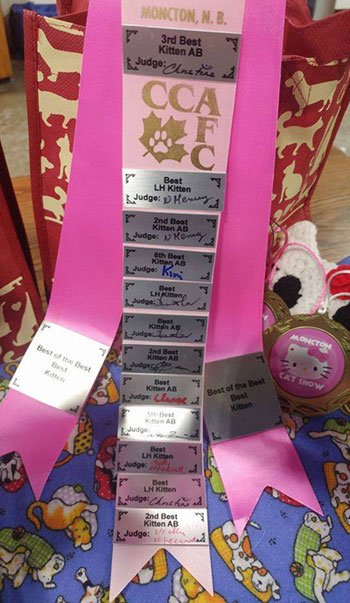 MONCTON, N. B.
3rd Best
Kitten AB
Judge: Christine
CCA
F
C
Best
LH Kitten
Judge:
2nd Best
Kitten AB
Judge:
6th Best
Kitten AB
Judge: Kim
Best
LH Kitten
Judge:
Best
Kitten AB
Judge:
2nd Best
Kitten AB
Judge:
Best
Kitten AB
Judge:
5th Best
Kitten AB
Judge:
Best
LH Kitten
Judge:
Best
LH Kitten
Judge: Christine
2nd Best
Kitten AB
Judge:
Best of the Best
Best
Kitten
Best of the Best
Best
Kitten
MONCTON
CAT SHOW